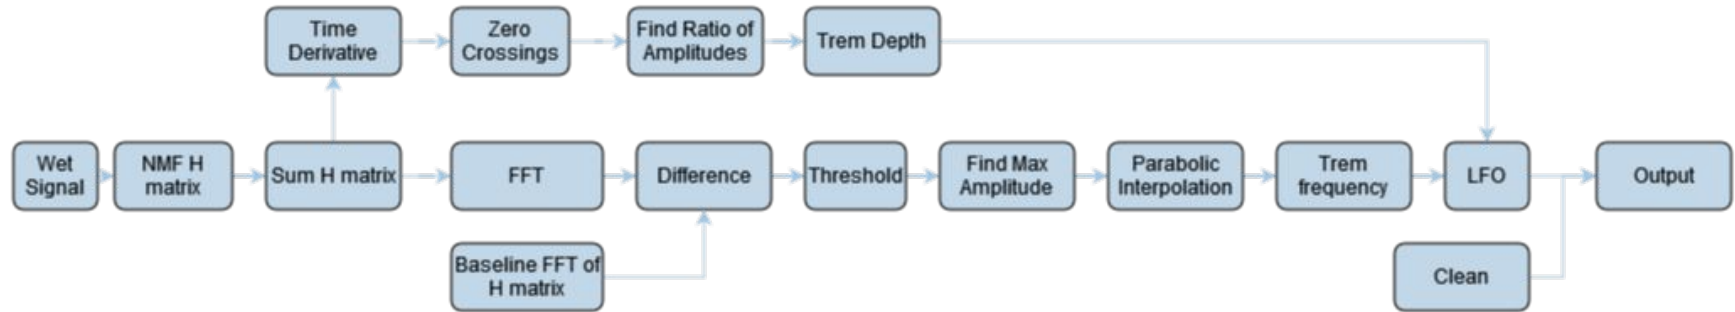 Time
Derivative
Zero
Crossings
Find Ratio of
Amplitudes
Trem Depth
Wet
Signal
NMF H
matrix
Sum H matrix
FFT
Difference
Threshold
Find Max
Amplitude
Parabolic
Interpolation
Trem
frequency
LFO
Output
Baseline FFT of
H matrix
Clean